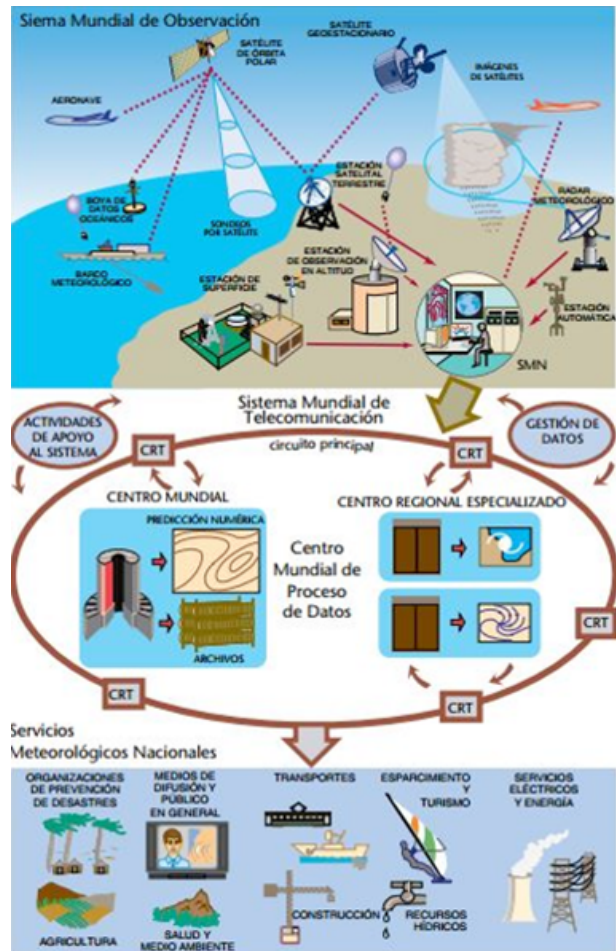 Siema Mundial de Observación
SATÉLITE
DE ÓRBITA
POLAR
SATÉLITE
GEOESTACIONARIO
IMÁGENES
DE SATÉLITES
AERONAVE
BOYA DE
DATOS
OCEÁNICOS
SONDEOS
POR SATÉLITE
ESTACIÓN
SATELITAL
TERRESTRE
RADAR
METEOROLÓGICO
BARCO
METEOROLÓGICO
ESTACIÓN DE
SUPERFICIE
ESTACIÓN
DE OBSERVACIÓN
EN ALTITUD
ESTACIÓN
AUTOMÁTICA
SMN
Sistema Mundial de
Telecomunicación
circuito principal
ACTIVIDADES
DE APOYO
AL SISTEMA
GESTIÓN DE
DATOS
CRT
CRT
CENTRO MUNDIAL
PREDICCIÓN NUMÉRICA
ARCHIVOS
Centro
Mundial de
Proceso
de Datos
CENTRO REGIONAL ESPECIALIZADO
CRT
CRT
CRT
Servicios
Meteorológicos Nacionales
ORGANIZACIONES
DE PREVENCIÓN
DE DESASTRES
MEDIOS DE
DIFUSIÓN Y
PÚBLICO
EN GENERAL
TRANSPORTES
ESPARCIMIENTO
Y
TURISMO
SERVICIOS
ELÉCTRICOS
Y ENERGÍA
AGRICULTURA
SALUD Y
MEDIO AMBIENTE
CONSTRUCCIÓN
RECURSOS
HÍDRICOS